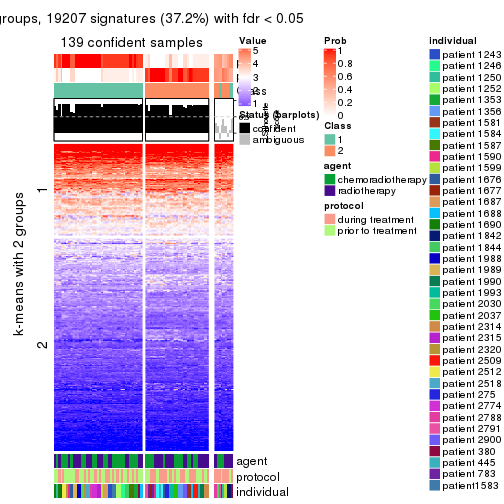 groups, 19207 signatures (37.2%) with fdr < 0.05
139 confident samples
k-means with 2 groups
1
2
agent
protocol
individual
Value
5
4
3
2
1
Status (barplots)
confident
ambiguous
Prob
1
0.8
0.6
0.4
0.2
0
Class
1
2
agent
chemoradiotherapy
radiotherapy
protocol
during treatment
prior to treatment
individual
patient 1243
patient 1246
patient 1250
patient 1252
patient 1353
patient 1356
patient 1581
patient 1584
patient 1587
patient 1590
patient 1599
patient 1676
patient 1677
patient 1687
patient 1688
patient 1690
patient 1842
patient 1844
patient 1988
patient 1989
patient 1990
patient 1993
patient 2030
patient 2037
patient 2314
patient 2315
patient 2320
patient 2509
patient 2512
patient 2518
patient 275
patient 2774
patient 2788
patient 2791
patient 2900
patient 380
patient 445
patient 783
patient1583